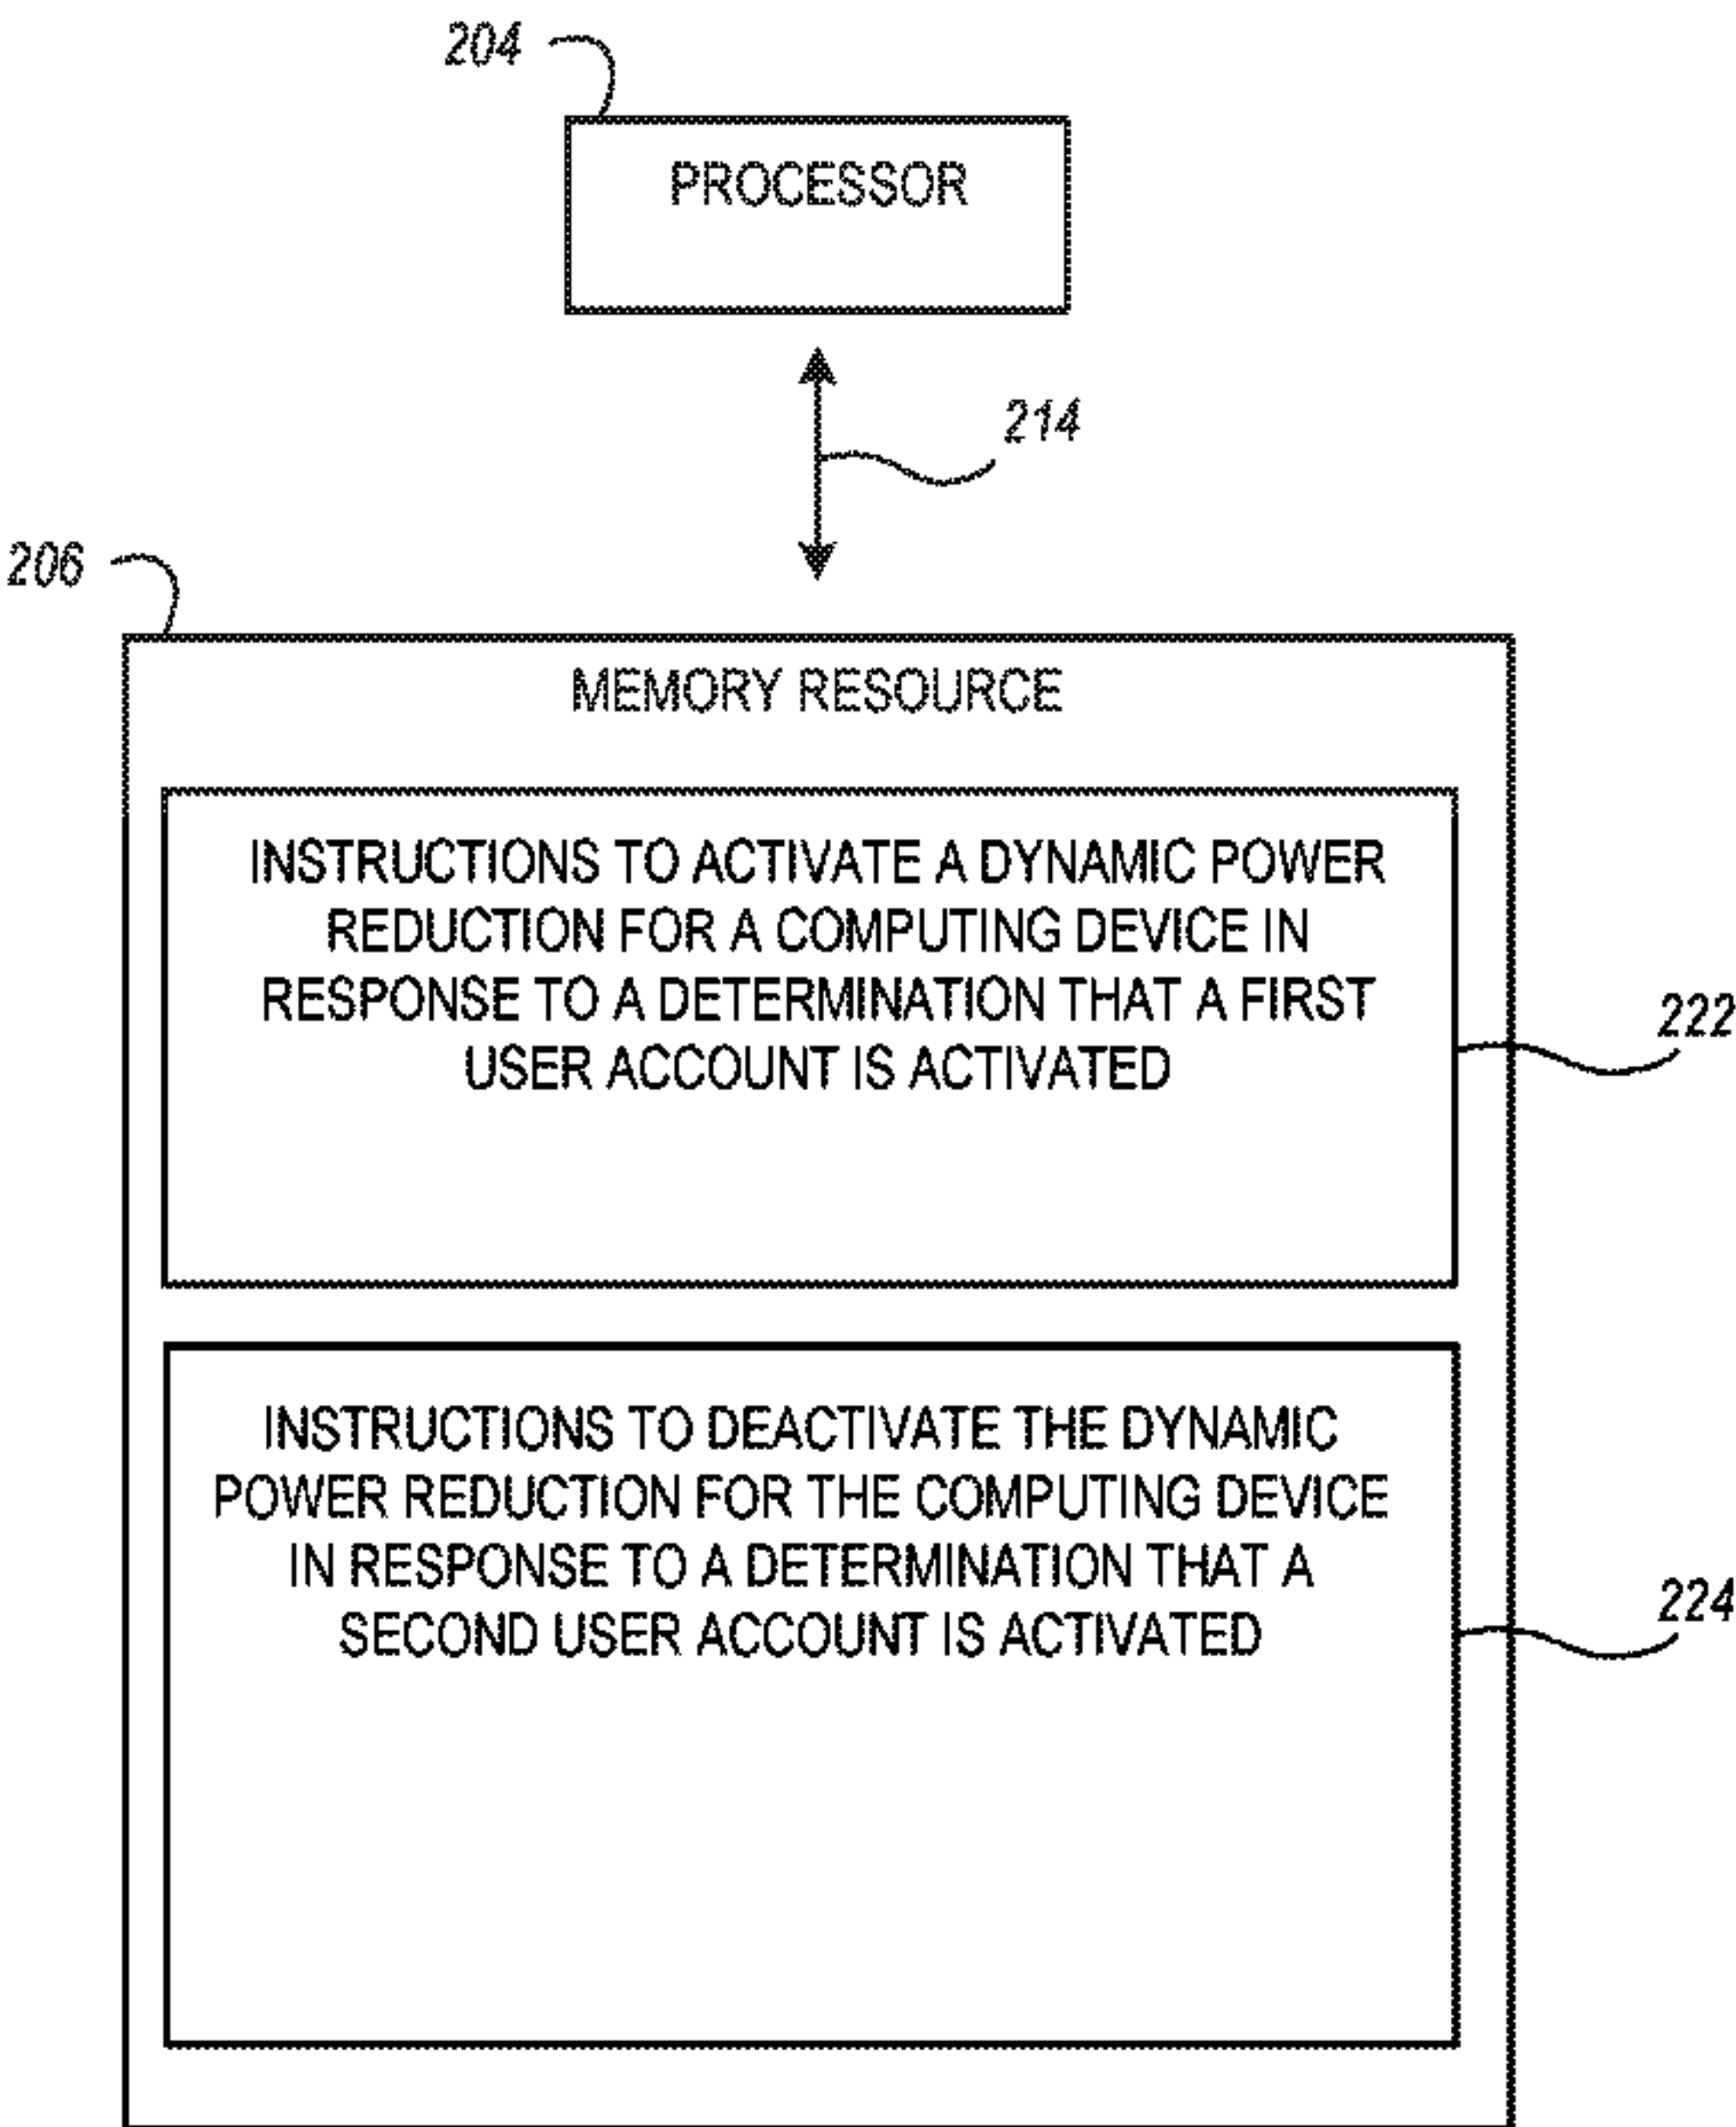 204
PROCESSOR
214
206
MEMORY RESOURCE
INSTRUCTIONS TO ACTIVATE A DYNAMIC POWER
REDUCTION FOR A COMPUTING DEVICE IN
RESPONSE TO A DETERMINATION THAT A FIRST
USER ACCOUNT IS ACTIVATED
222
INSTRUCTIONS TO DEACTIVATE THE DYNAMIC
POWER REDUCTION FOR THE COMPUTING DEVICE
IN RESPONSE TO A DETERMINATION THAT A
SECOND USER ACCOUNT IS ACTIVATED
224